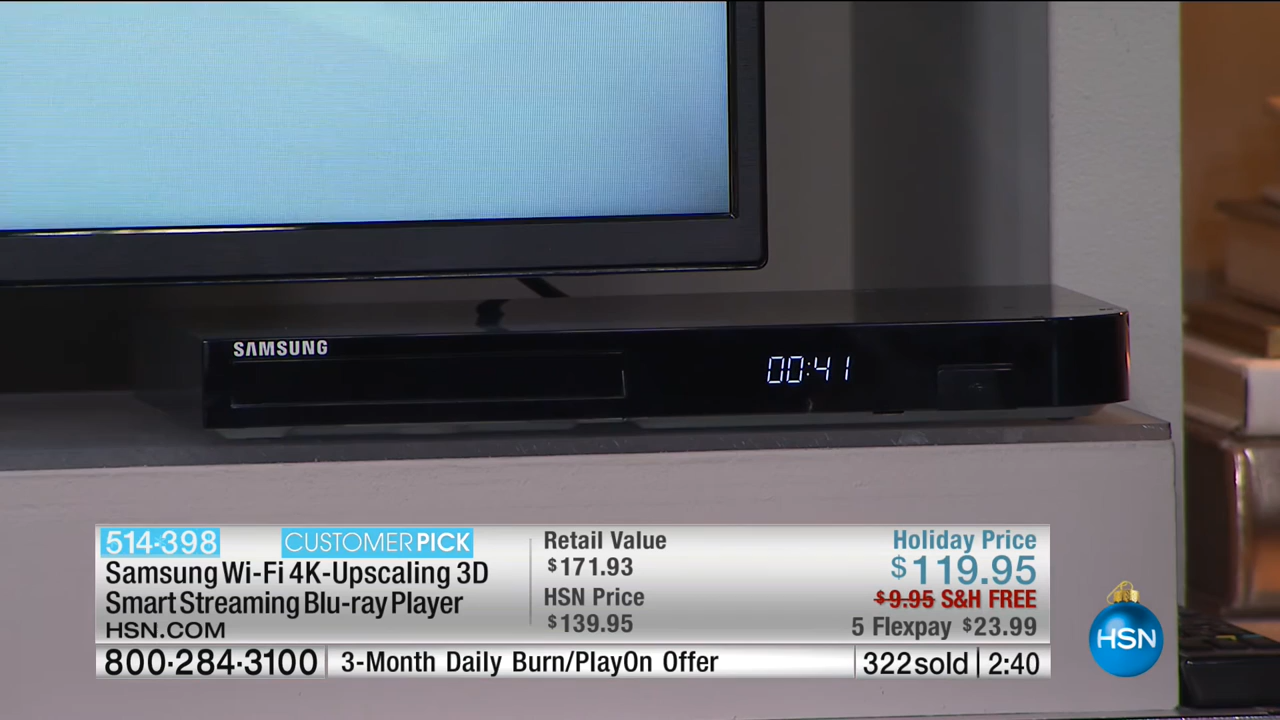 SAMSUNG
00:41
514-398 CUSTOMER PICK
Samsung Wi-Fi 4K-Upscaling 3D
Smart Streaming Blu-ray Player
HSN.COM
Retail Value
$171.93
HSN Price
$139.95
Holiday Price
$119.95
$9.95 S&H FREE
5 Flexpay $23.99
HSN
800-284-3100 3-Month Daily Burn/PlayOn Offer 322 sold 2:40